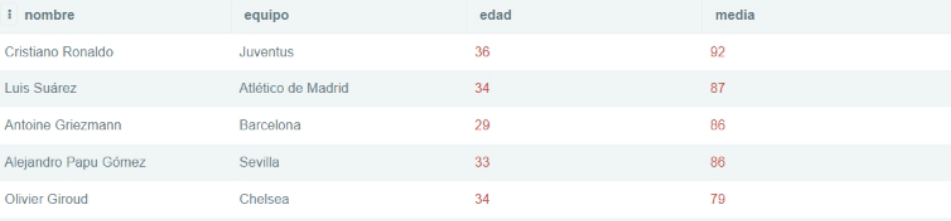 nombre equipo edad media
Cristiano Ronaldo Juventus 36 92
Luis Suárez Atlético de Madrid 34 87
Antoine Griezmann Barcelona 29 86
Alejandro Papu Gómez Sevilla 33 86
Olivier Giroud Chelsea 34 79